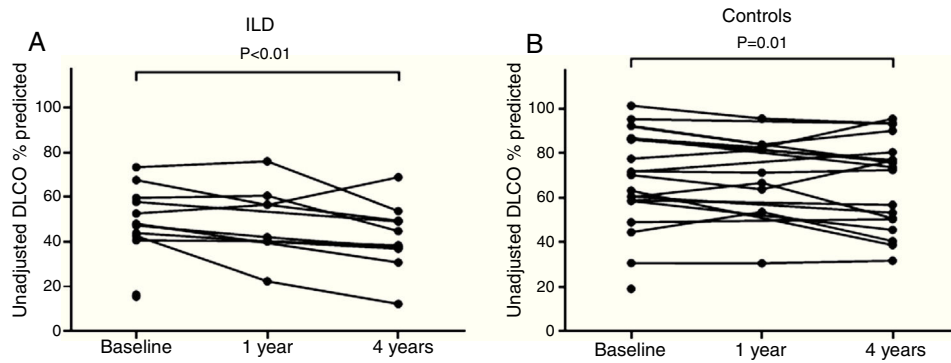 A
ILD
P<0.01
Unadjusted DLCO % predicted
100
80
60
40
20
0
Baseline
1 year
4 years
B
Controls
P=0.01
Unadjusted DLCO % predicted
100
80
60
40
20
0
Baseline
1 year
4 years